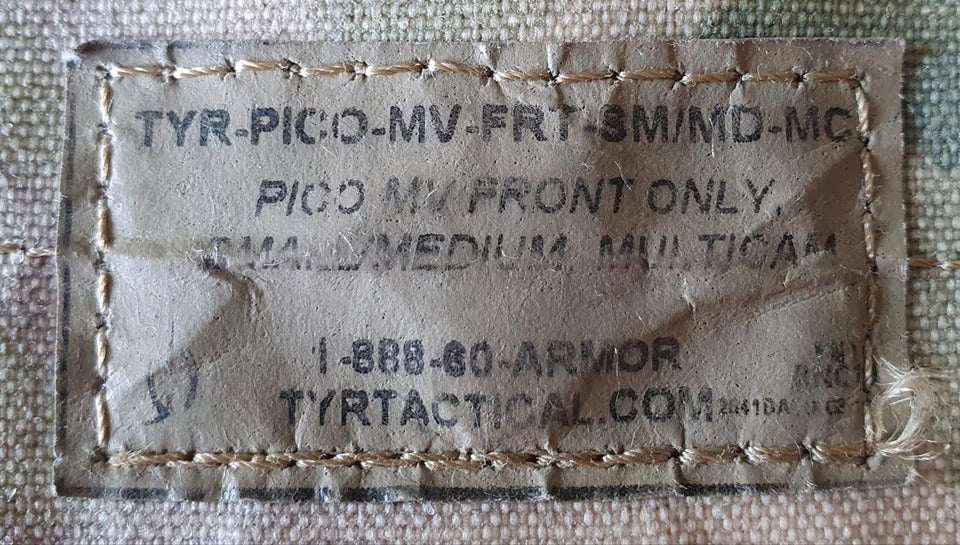 TYR-PICO-MV-FRT-SM/MD-MC
PICO MV FRONT ONLY,
SMALL/MEDIUM, MULTICAM
1-888-80-ARMOR
TYRTACTICAL.COM